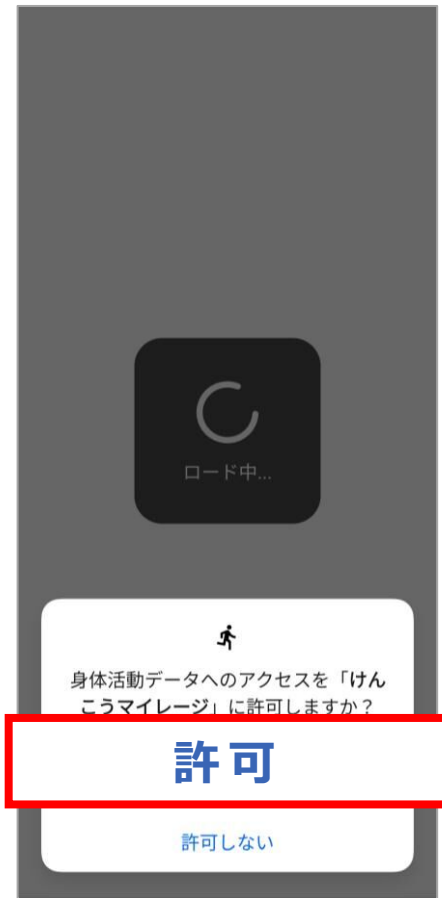 ロード中...
身体活動データへのアクセスを「けん
こうマイレージ」に許可しますか？
許可
許可しない